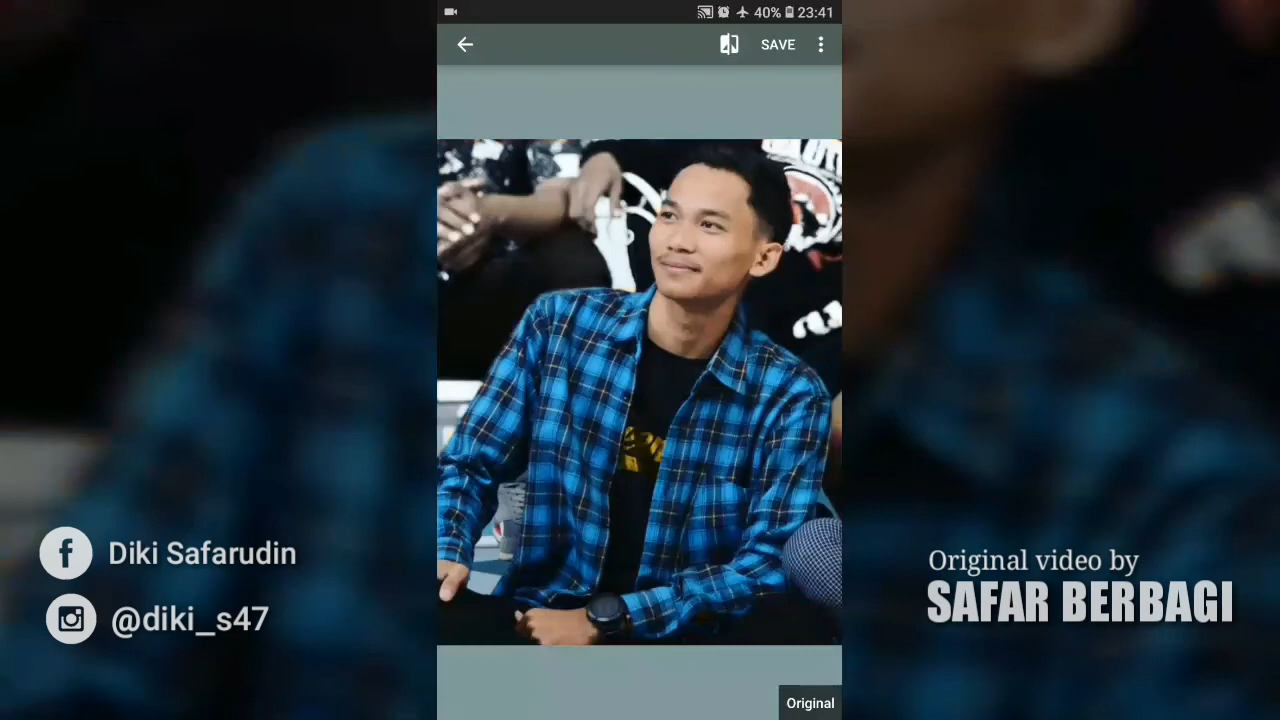 40% 23:41
SAVE
Diki Safarudin
@diki_s47
Original video by
SAFAR BERBAGI
Original